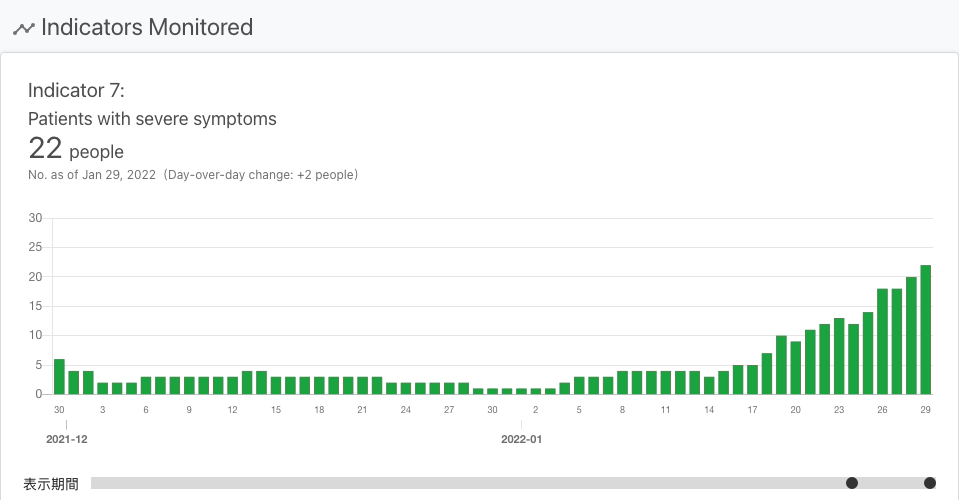 Indicators Monitored
Indicator 7:
Patients with severe symptoms
22 people
No. as of Jan 29, 2022 (Day-over-day change: +2 people)
30
25
20
15
10
5
0
30 3 6 9 12 15 18 21 24 27 30 2 5 8 11 14 17 20 23 26 29
2021-12 2022-01
表示期間